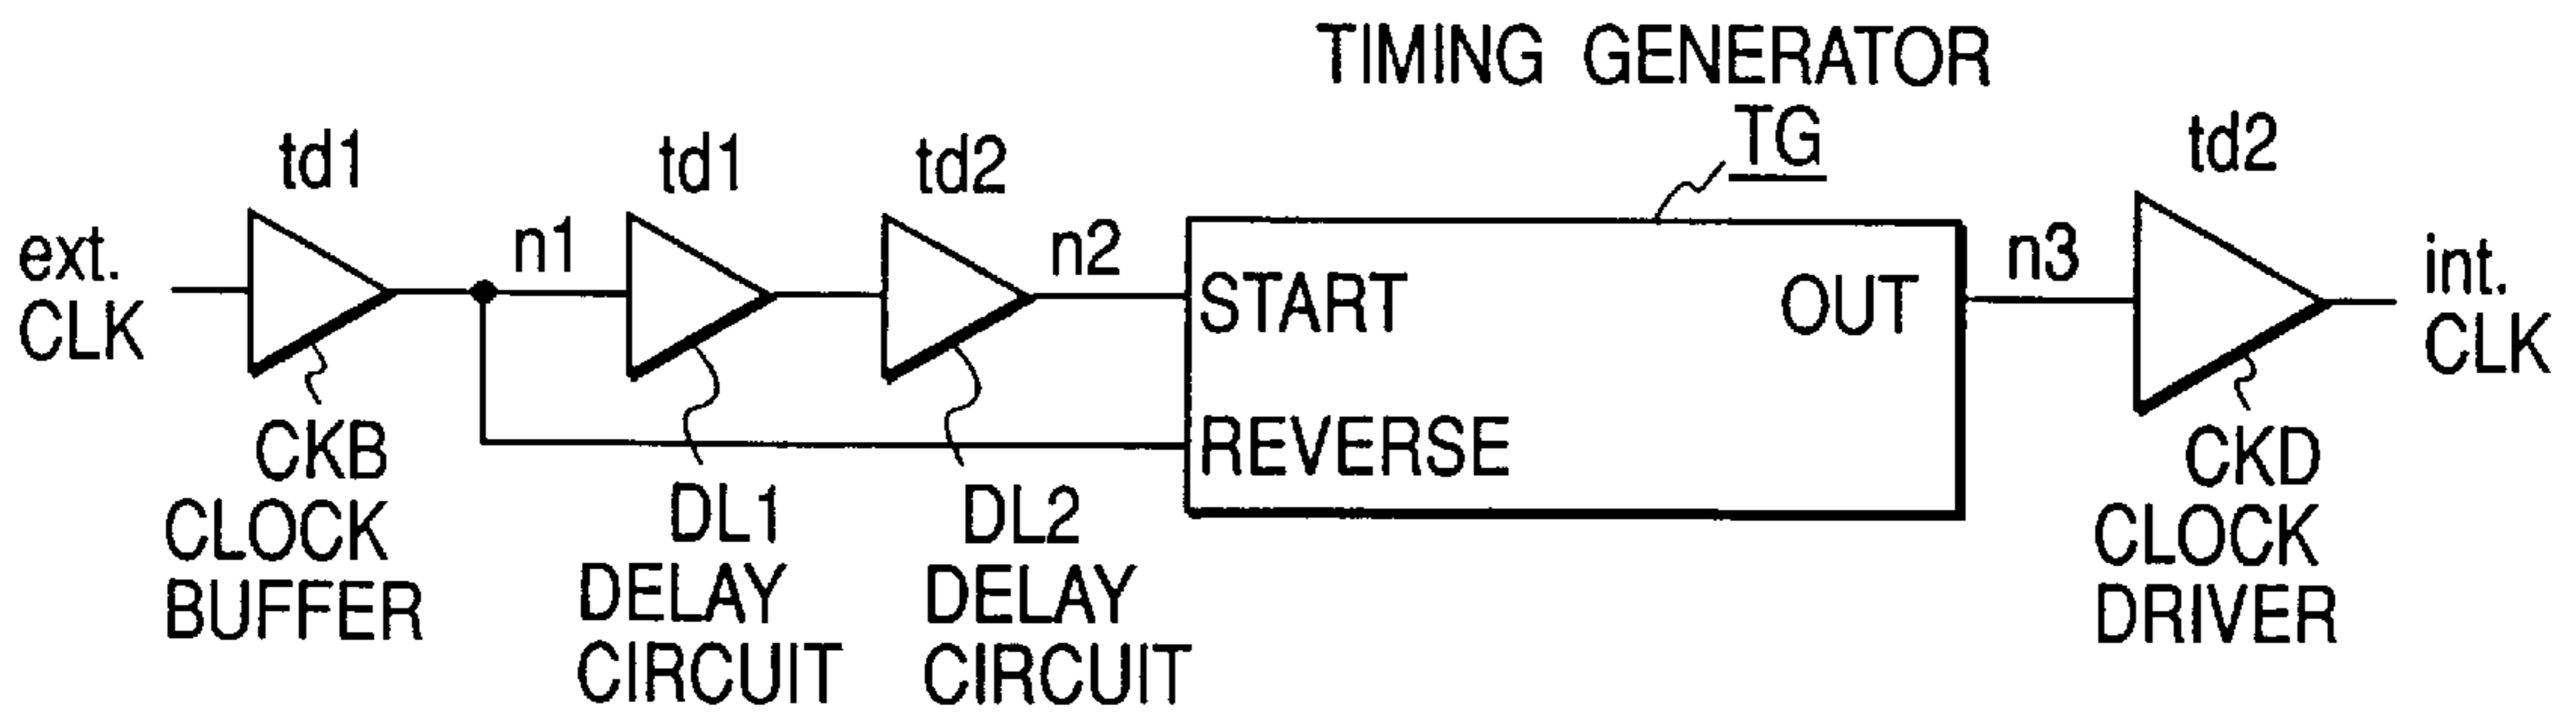 TIMING GENERATOR
TG
td1
td1
td2
td2
ext.
CLK
n1
n2
n3
int.
CLK
START
OUT
REVERSE
CKB
CLOCK
BUFFER
DL1
DELAY
CIRCUIT
DL2
DELAY
CIRCUIT
CKD
CLOCK
DRIVER